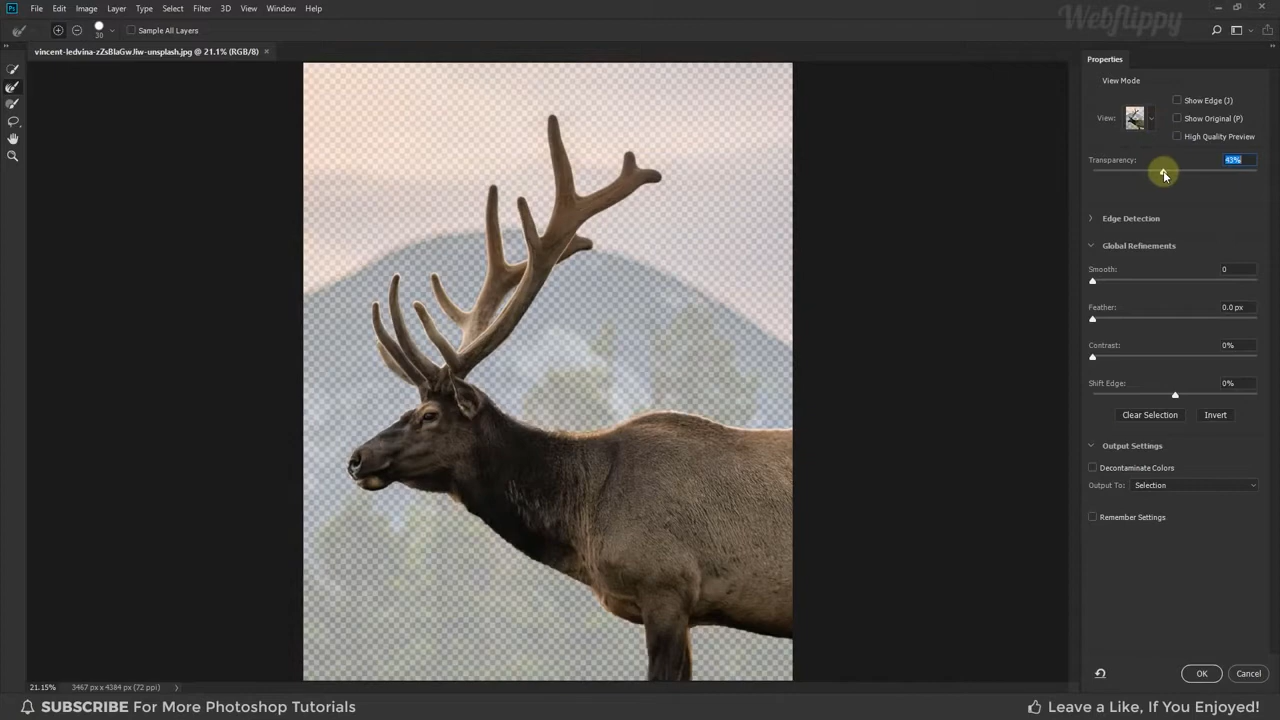 Ps File Edit Image Layer Type Select Filter 3D View Window Help
Webflippy
30 Sample All Layers
vincent-ledvina-zZsBlaGwJiw-unsplash.jpg @ 21.1% (RGB/8) ×
Properties
View Mode
Show Edge (J)
View: Show Original (P)
High Quality Preview
Transparency: 43%
Edge Detection
Global Refinements
Smooth: 0
Feather: 0.0 px
Contrast: 0%
Shift Edge: 0%
Clear Selection Invert
Output Settings
Decontaminate Colors
Output To: Selection
Remember Settings
OK Cancel
21.15% 3467 px x 4384 px (72 ppi)
SUBSCRIBE For More Photoshop Tutorials
Leave a Like, If You Enjoyed!